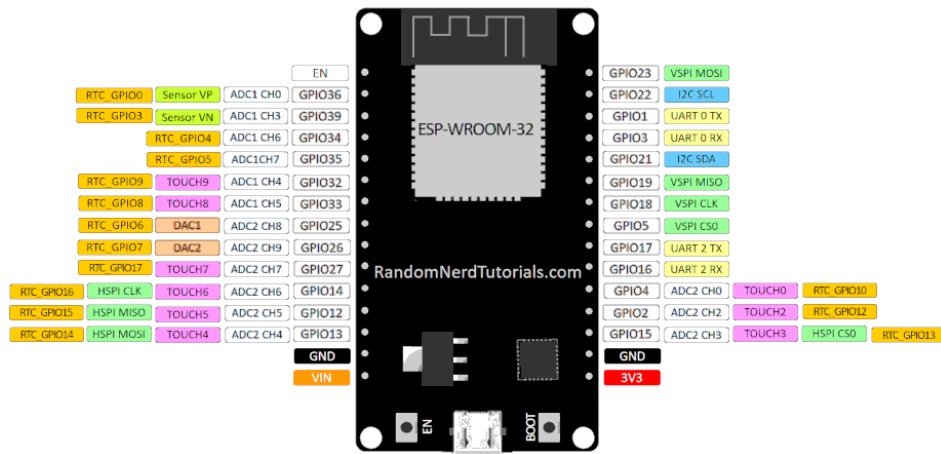 EN
GPIO23 VSPI MOSI
RTC_GPIO0 Sensor VP ADC1 CH0 GPIO36
GPIO22 I2C SCL
RTC_GPIO3 Sensor VN ADC1 CH3 GPIO39
GPIO1 UART 0 TX
RTC_GPIO4 ADC1 CH6 GPIO34
ESP-WROOM-32
GPIO3 UART 0 RX
RTC_GPIO5 ADC1CH7 GPIO35
GPIO21 I2C SDA
RTC_GPIO9 TOUCH9 ADC1 CH4 GPIO32
GPIO19 VSPI MISO
RTC_GPIO8 TOUCH8 ADC1 CH5 GPIO33
GPIO18 VSPI CLK
RTC_GPIO6 DAC1 ADC2 CH8 GPIO25
GPIO5 VSPI CS0
RTC_GPIO7 DAC2 ADC2 CH9 GPIO26
GPIO17 UART 2 TX
RTC_GPIO17 TOUCH7 ADC2 CH7 GPIO27
RandomNerdTutorials.com
GPIO16 UART 2 RX
RTC_GPIO16 HSPI CLK TOUCH6 ADC2 CH6 GPIO14
GPIO4 ADC2 CH0 TOUCH0 RTC_GPIO10
RTC_GPIO15 HSPI MISO TOUCH5 ADC2 CH5 GPIO12
GPIO2 ADC2 CH2 TOUCH2 RTC_GPIO12
RTC_GPIO14 HSPI MOSI TOUCH4 ADC2 CH4 GPIO13
GPIO15 ADC2 CH3 TOUCH3 HSPI CS0 RTC_GPIO13
GND
GND
VIN
3V3
EN
BOOT